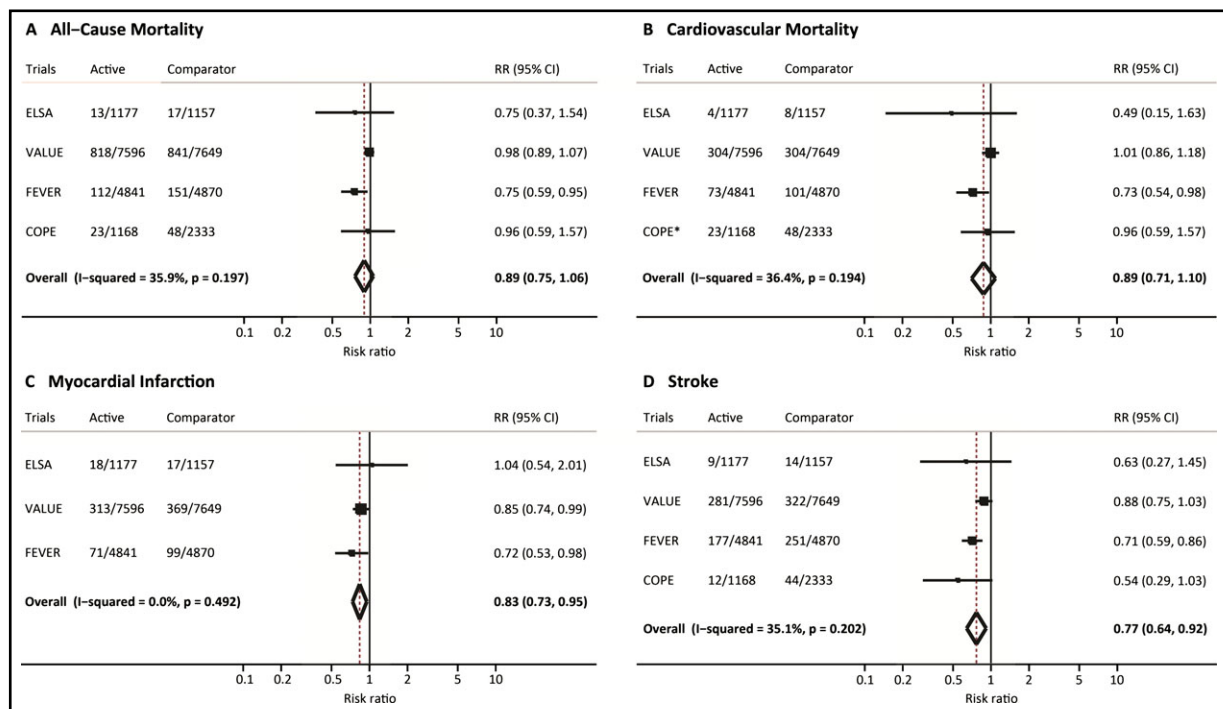 A All-Cause Mortality
Trials Active Comparator RR (95% CI)
ELSA 13/1177 17/1157 0.75 (0.37, 1.54)
VALUE 818/7596 841/7649 0.98 (0.89, 1.07)
FEVER 112/4841 151/4870 0.75 (0.59, 0.95)
COPE 23/1168 48/2333 0.96 (0.59, 1.57)
Overall (I-squared = 35.9%, p = 0.197) 0.89 (0.75, 1.06)
0.1 0.2 0.5 1 2 5 10
Risk ratio
B Cardiovascular Mortality
Trials Active Comparator RR (95% CI)
ELSA 4/1177 8/1157 0.49 (0.15, 1.63)
VALUE 304/7596 304/7649 1.01 (0.86, 1.18)
FEVER 73/4841 101/4870 0.73 (0.54, 0.98)
COPE* 23/1168 48/2333 0.96 (0.59, 1.57)
Overall (I-squared = 36.4%, p = 0.194) 0.89 (0.71, 1.10)
0.1 0.2 0.5 1 2 5 10
Risk ratio
C Myocardial Infarction
Trials Active Comparator RR (95% CI)
ELSA 18/1177 17/1157 1.04 (0.54, 2.01)
VALUE 313/7596 369/7649 0.85 (0.74, 0.99)
FEVER 71/4841 99/4870 0.72 (0.53, 0.98)
Overall (I-squared = 0.0%, p = 0.492) 0.83 (0.73, 0.95)
0.1 0.2 0.5 1 2 5 10
Risk ratio
D Stroke
Trials Active Comparator RR (95% CI)
ELSA 9/1177 14/1157 0.63 (0.27, 1.45)
VALUE 281/7596 322/7649 0.88 (0.75, 1.03)
FEVER 177/4841 251/4870 0.71 (0.59, 0.86)
COPE 12/1168 44/2333 0.54 (0.29, 1.03)
Overall (I-squared = 35.1%, p = 0.202) 0.77 (0.64, 0.92)
0.1 0.2 0.5 1 2 5 10
Risk ratio